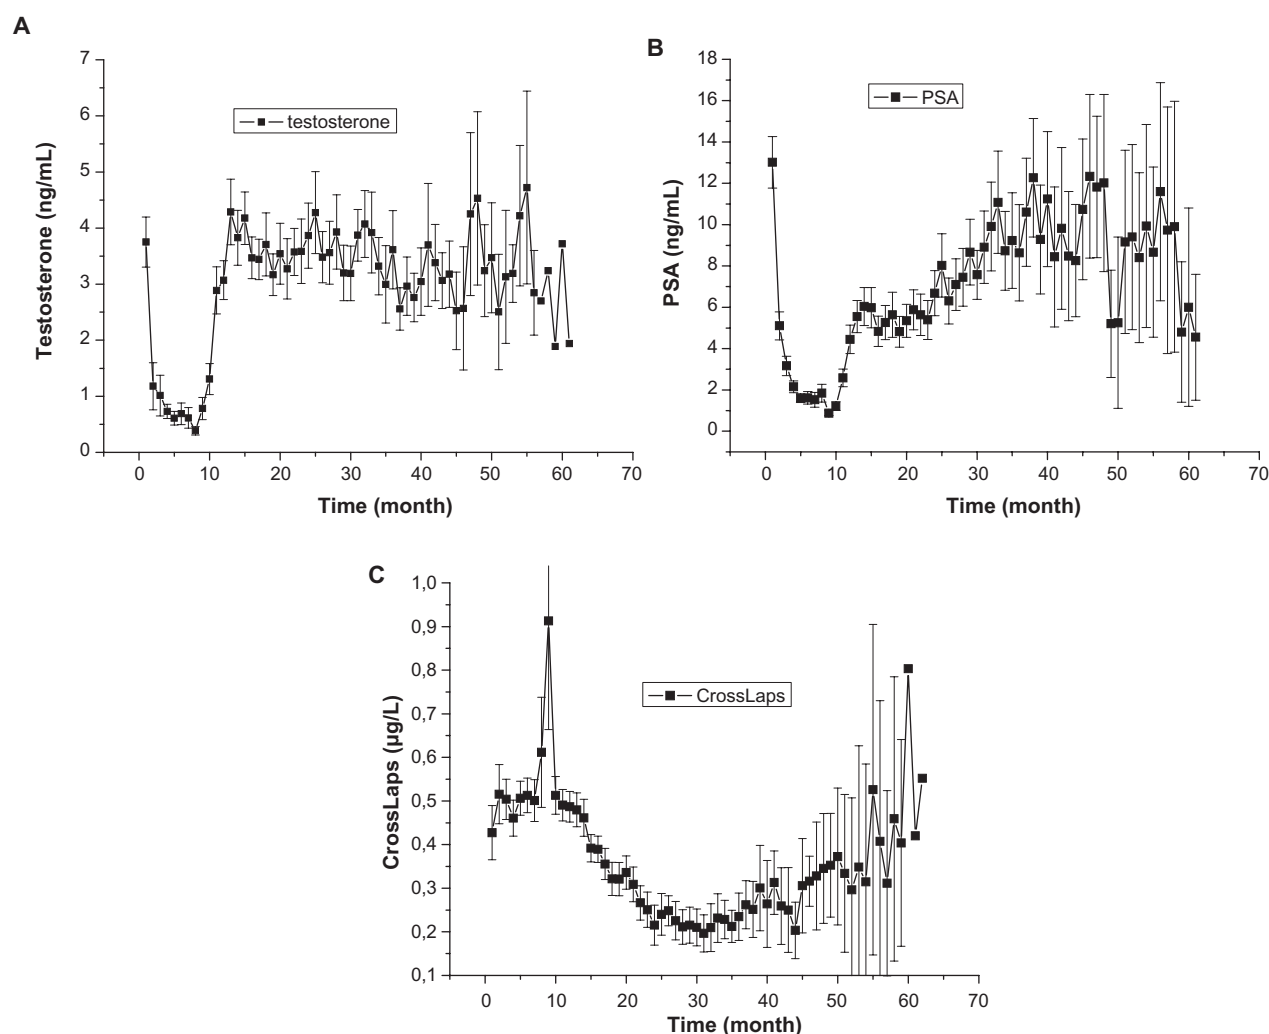 A
7
6
5
4
3
2
1
0
Testosterone (ng/mL)
testosterone
0 10 20 30 40 50 60 70
Time (month)
B
18
16
14
12
10
8
6
4
2
0
PSA (ng/mL)
PSA
0 10 20 30 40 50 60 70
Time (month)
C
1,0
0,9
0,8
0,7
0,6
0,5
0,4
0,3
0,2
0,1
CrossLaps (µg/L)
CrossLaps
0 10 20 30 40 50 60 70
Time (month)